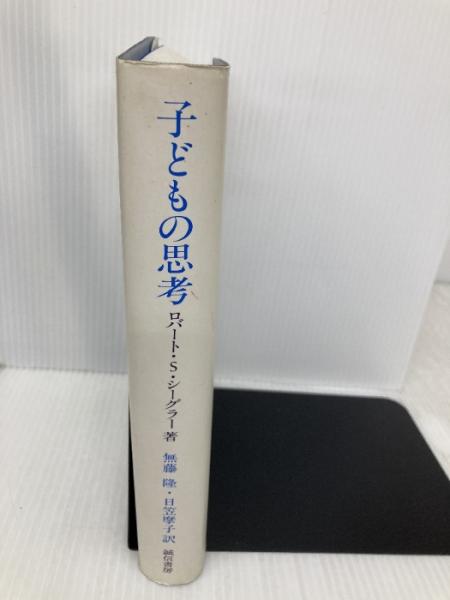 子どもの思考
ロバート・S・シーグラー著
無藤 隆・日笠摩子訳
誠信書房